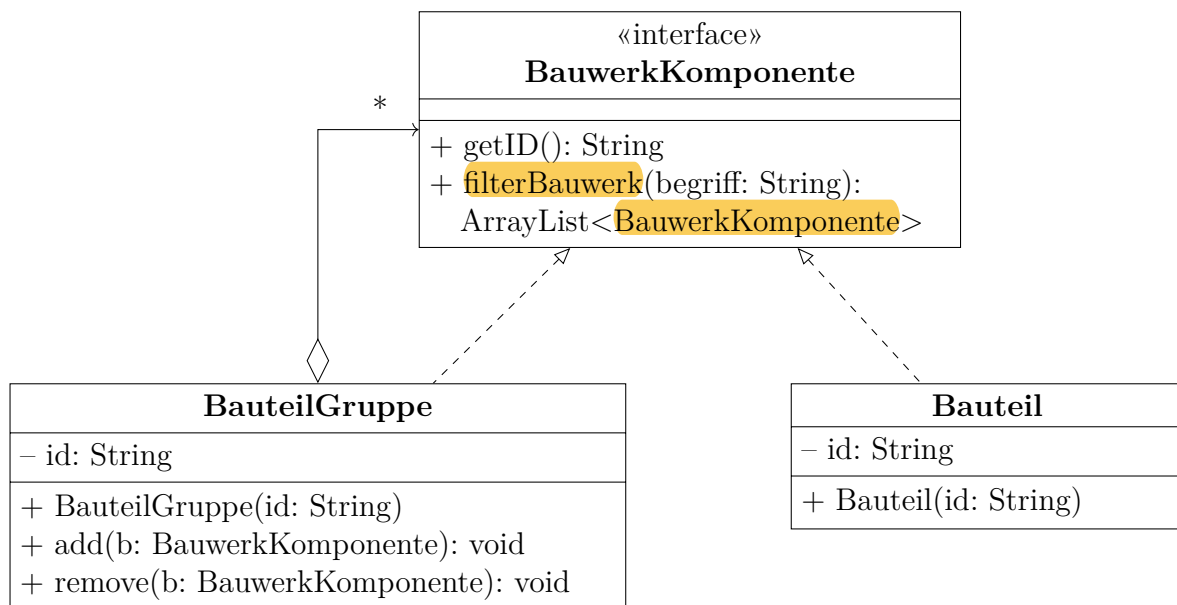 «interface»
BauwerkKomponente
*
+ getID(): String
+ filterBauwerk(begriff: String):
ArrayList<BauwerkKomponente>
BauteilGruppe
– id: String
+ BauteilGruppe(id: String)
+ add(b: BauwerkKomponente): void
+ remove(b: BauwerkKomponente): void
Bauteil
– id: String
+ Bauteil(id: String)